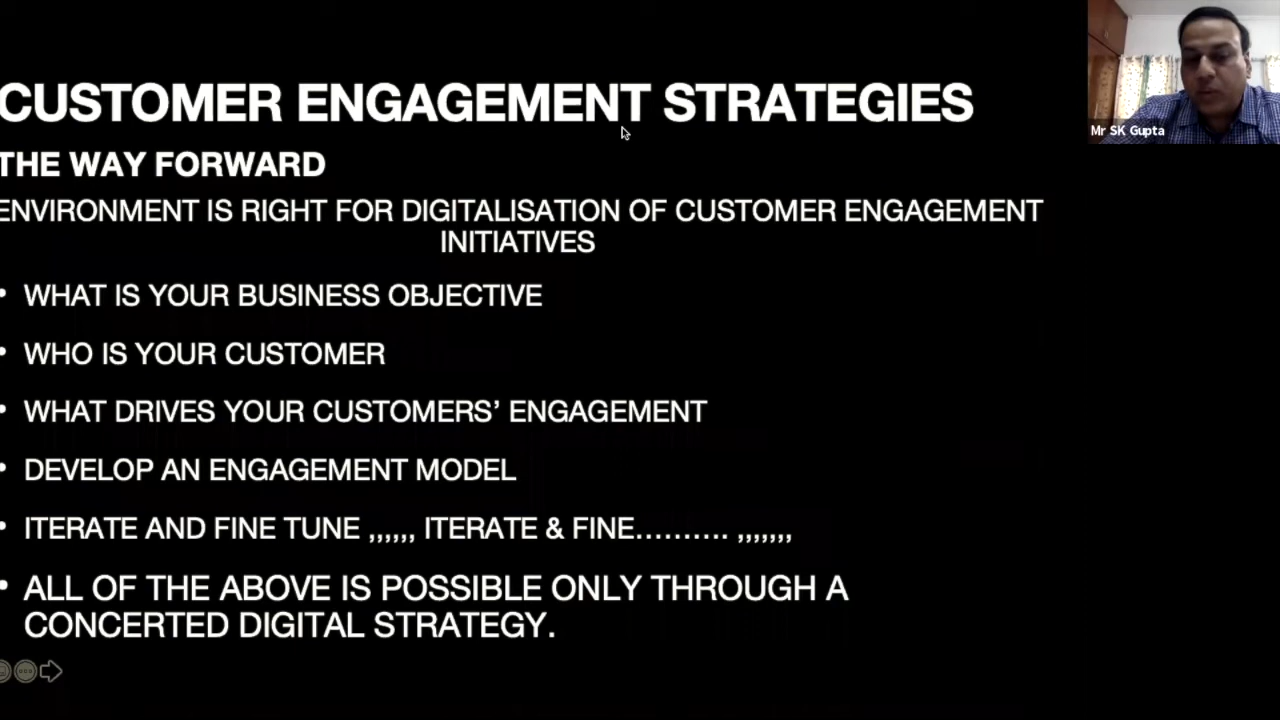 CUSTOMER ENGAGEMENT STRATEGIES
THE WAY FORWARD
ENVIRONMENT IS RIGHT FOR DIGITALISATION OF CUSTOMER ENGAGEMENT
INITIATIVES
• WHAT IS YOUR BUSINESS OBJECTIVE
• WHO IS YOUR CUSTOMER
• WHAT DRIVES YOUR CUSTOMERS’ ENGAGEMENT
• DEVELOP AN ENGAGEMENT MODEL
• ITERATE AND FINE TUNE ,,,,,, ITERATE & FINE………. ,,,,,,,
• ALL OF THE ABOVE IS POSSIBLE ONLY THROUGH A
CONCERTED DIGITAL STRATEGY.
Mr SK Gupta